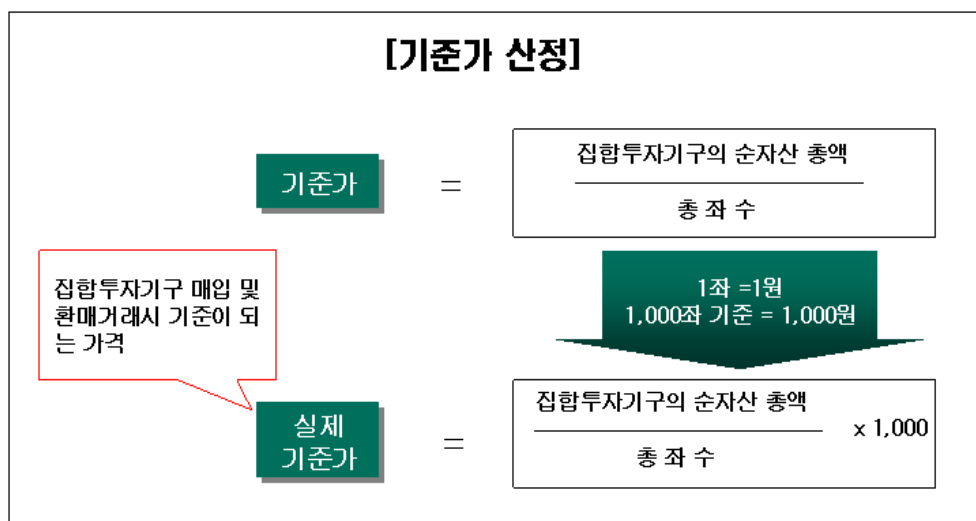 [기준가 산정]
기준가
=
집합투자기구의 순자산 총액
총 좌 수
1좌 =1원
1,000좌 기준 = 1,000원
집합투자기구 매입 및
환매거래시 기준이 되
는 가격
실제
기준가
=
집합투자기구의 순자산 총액
총 좌 수
x 1,000